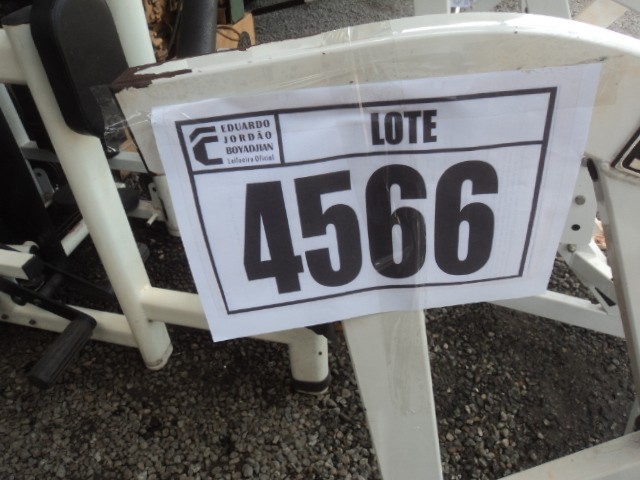 EDUARDO
JORDÃO
BOYADJIAN
Leiloeiro Oficial
LOTE
4566